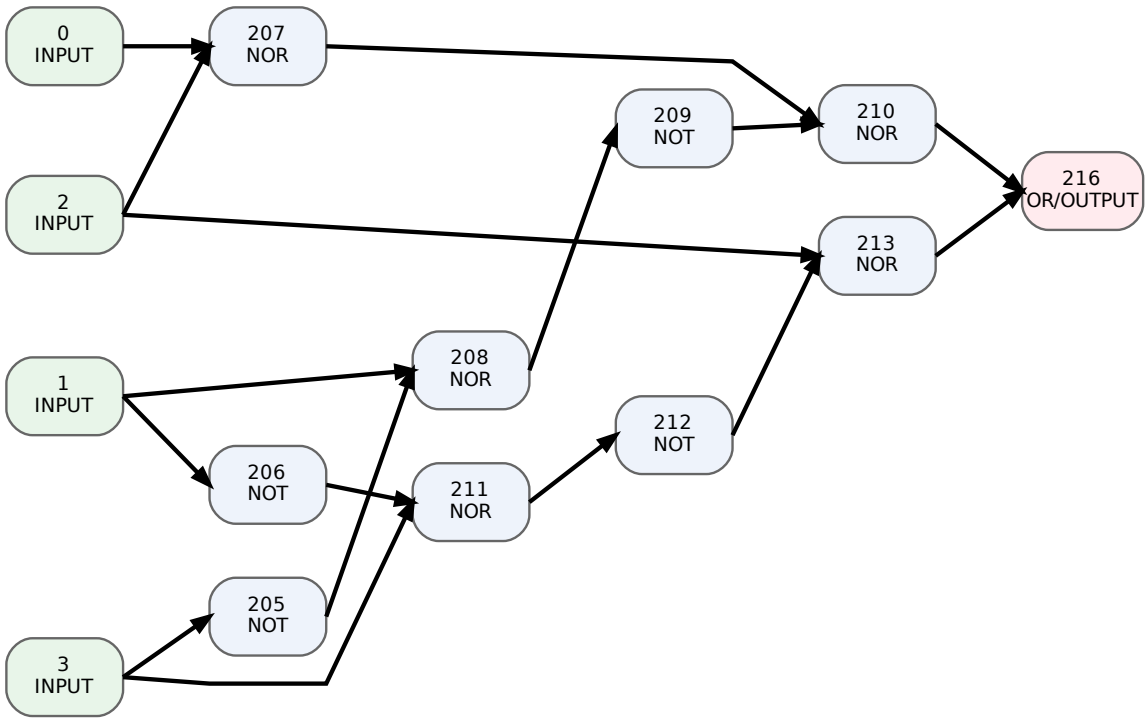 0
INPUT
207
NOR
209
NOT
210
NOR
216
OR/OUTPUT
2
INPUT
213
NOR
208
NOR
1
INPUT
212
NOT
206
NOT
211
NOR
205
NOT
3
INPUT